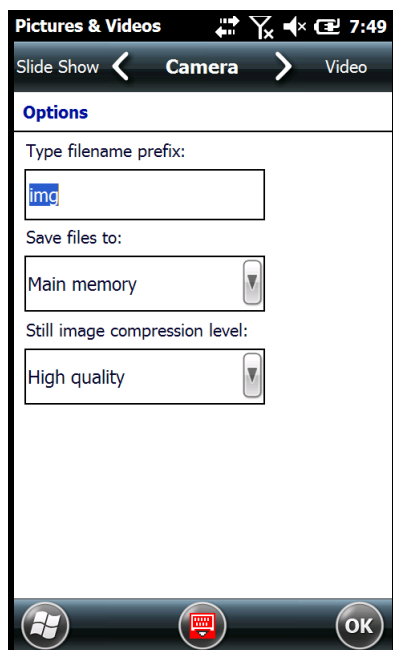 Pictures & Videos 7:49
Slide Show Camera Video
Options
Type filename prefix:
img
Save files to:
Main memory
Still image compression level:
High quality
OK